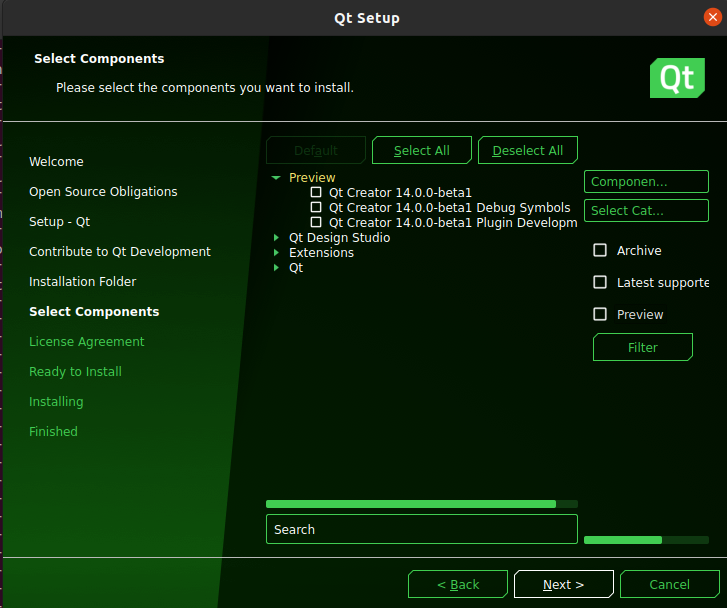 Qt Setup
Select Components
Please select the components you want to install.
Qt
Welcome
Open Source Obligations
Setup - Qt
Contribute to Qt Development
Installation Folder
Select Components
License Agreement
Ready to Install
Installing
Finished
Default
Select All
Deselect All
Preview
Qt Creator 14.0.0-beta1
Qt Creator 14.0.0-beta1 Debug Symbols
Qt Creator 14.0.0-beta1 Plugin Developm
Qt Design Studio
Extensions
Qt
Componen...
Select Cat...
Archive
Latest supporte
Preview
Filter
Search
< Back
Next >
Cancel